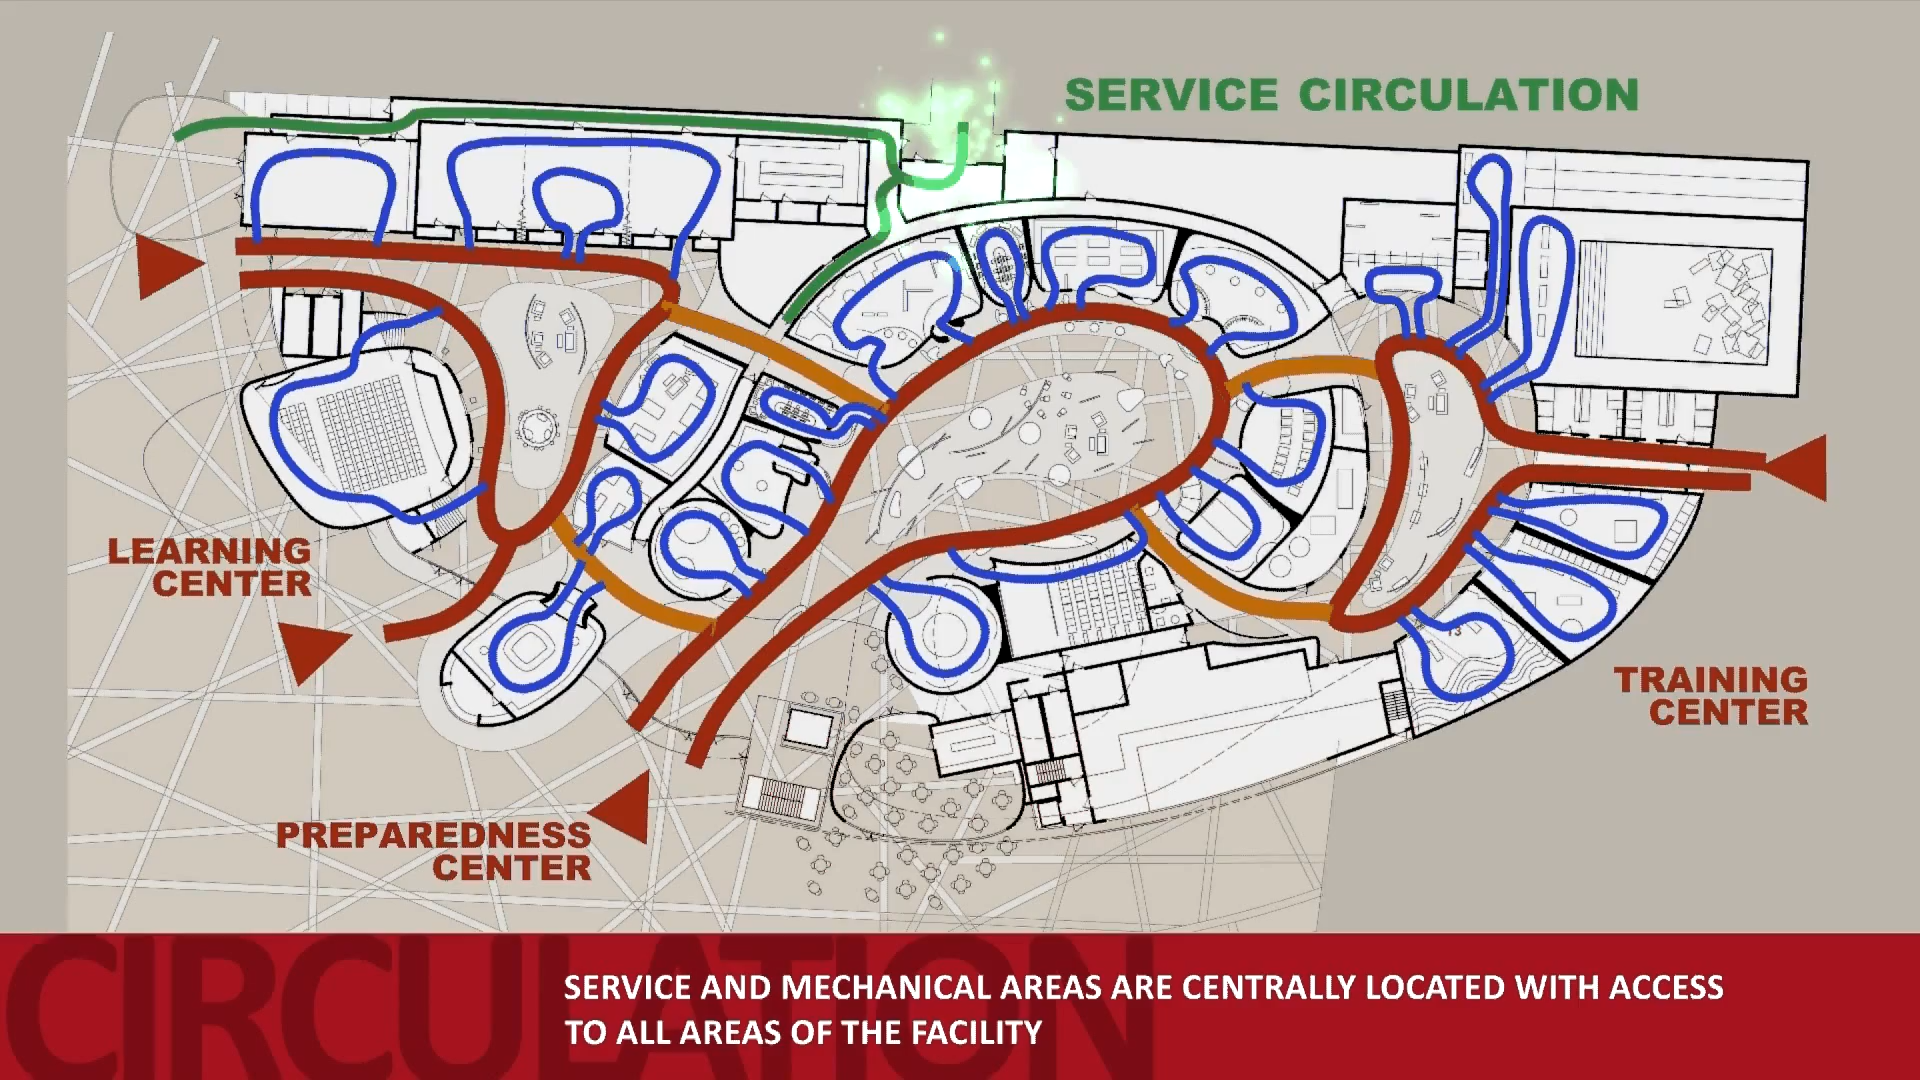 SERVICE CIRCULATION
LEARNING
CENTER
TRAINING
CENTER
PREPAREDNESS
CENTER
CIRCULATION
SERVICE AND MECHANICAL AREAS ARE CENTRALLY LOCATED WITH ACCESS
TO ALL AREAS OF THE FACILITY